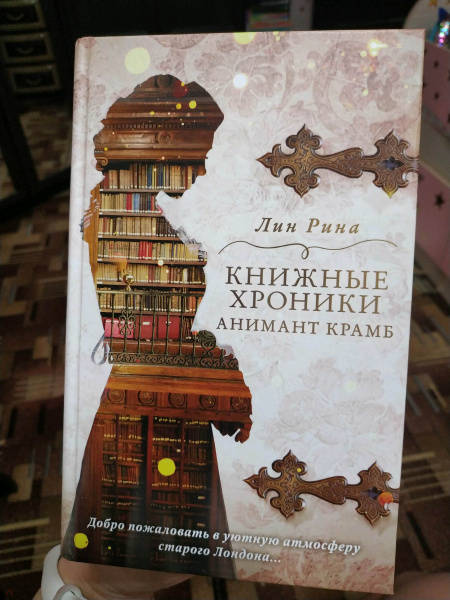 Лин Рина
КНИЖНЫЕ
ХРОНИКИ
АНИМАНТ КРАМБ
Добро пожаловать в уютную атмосферу
старого Лондона...